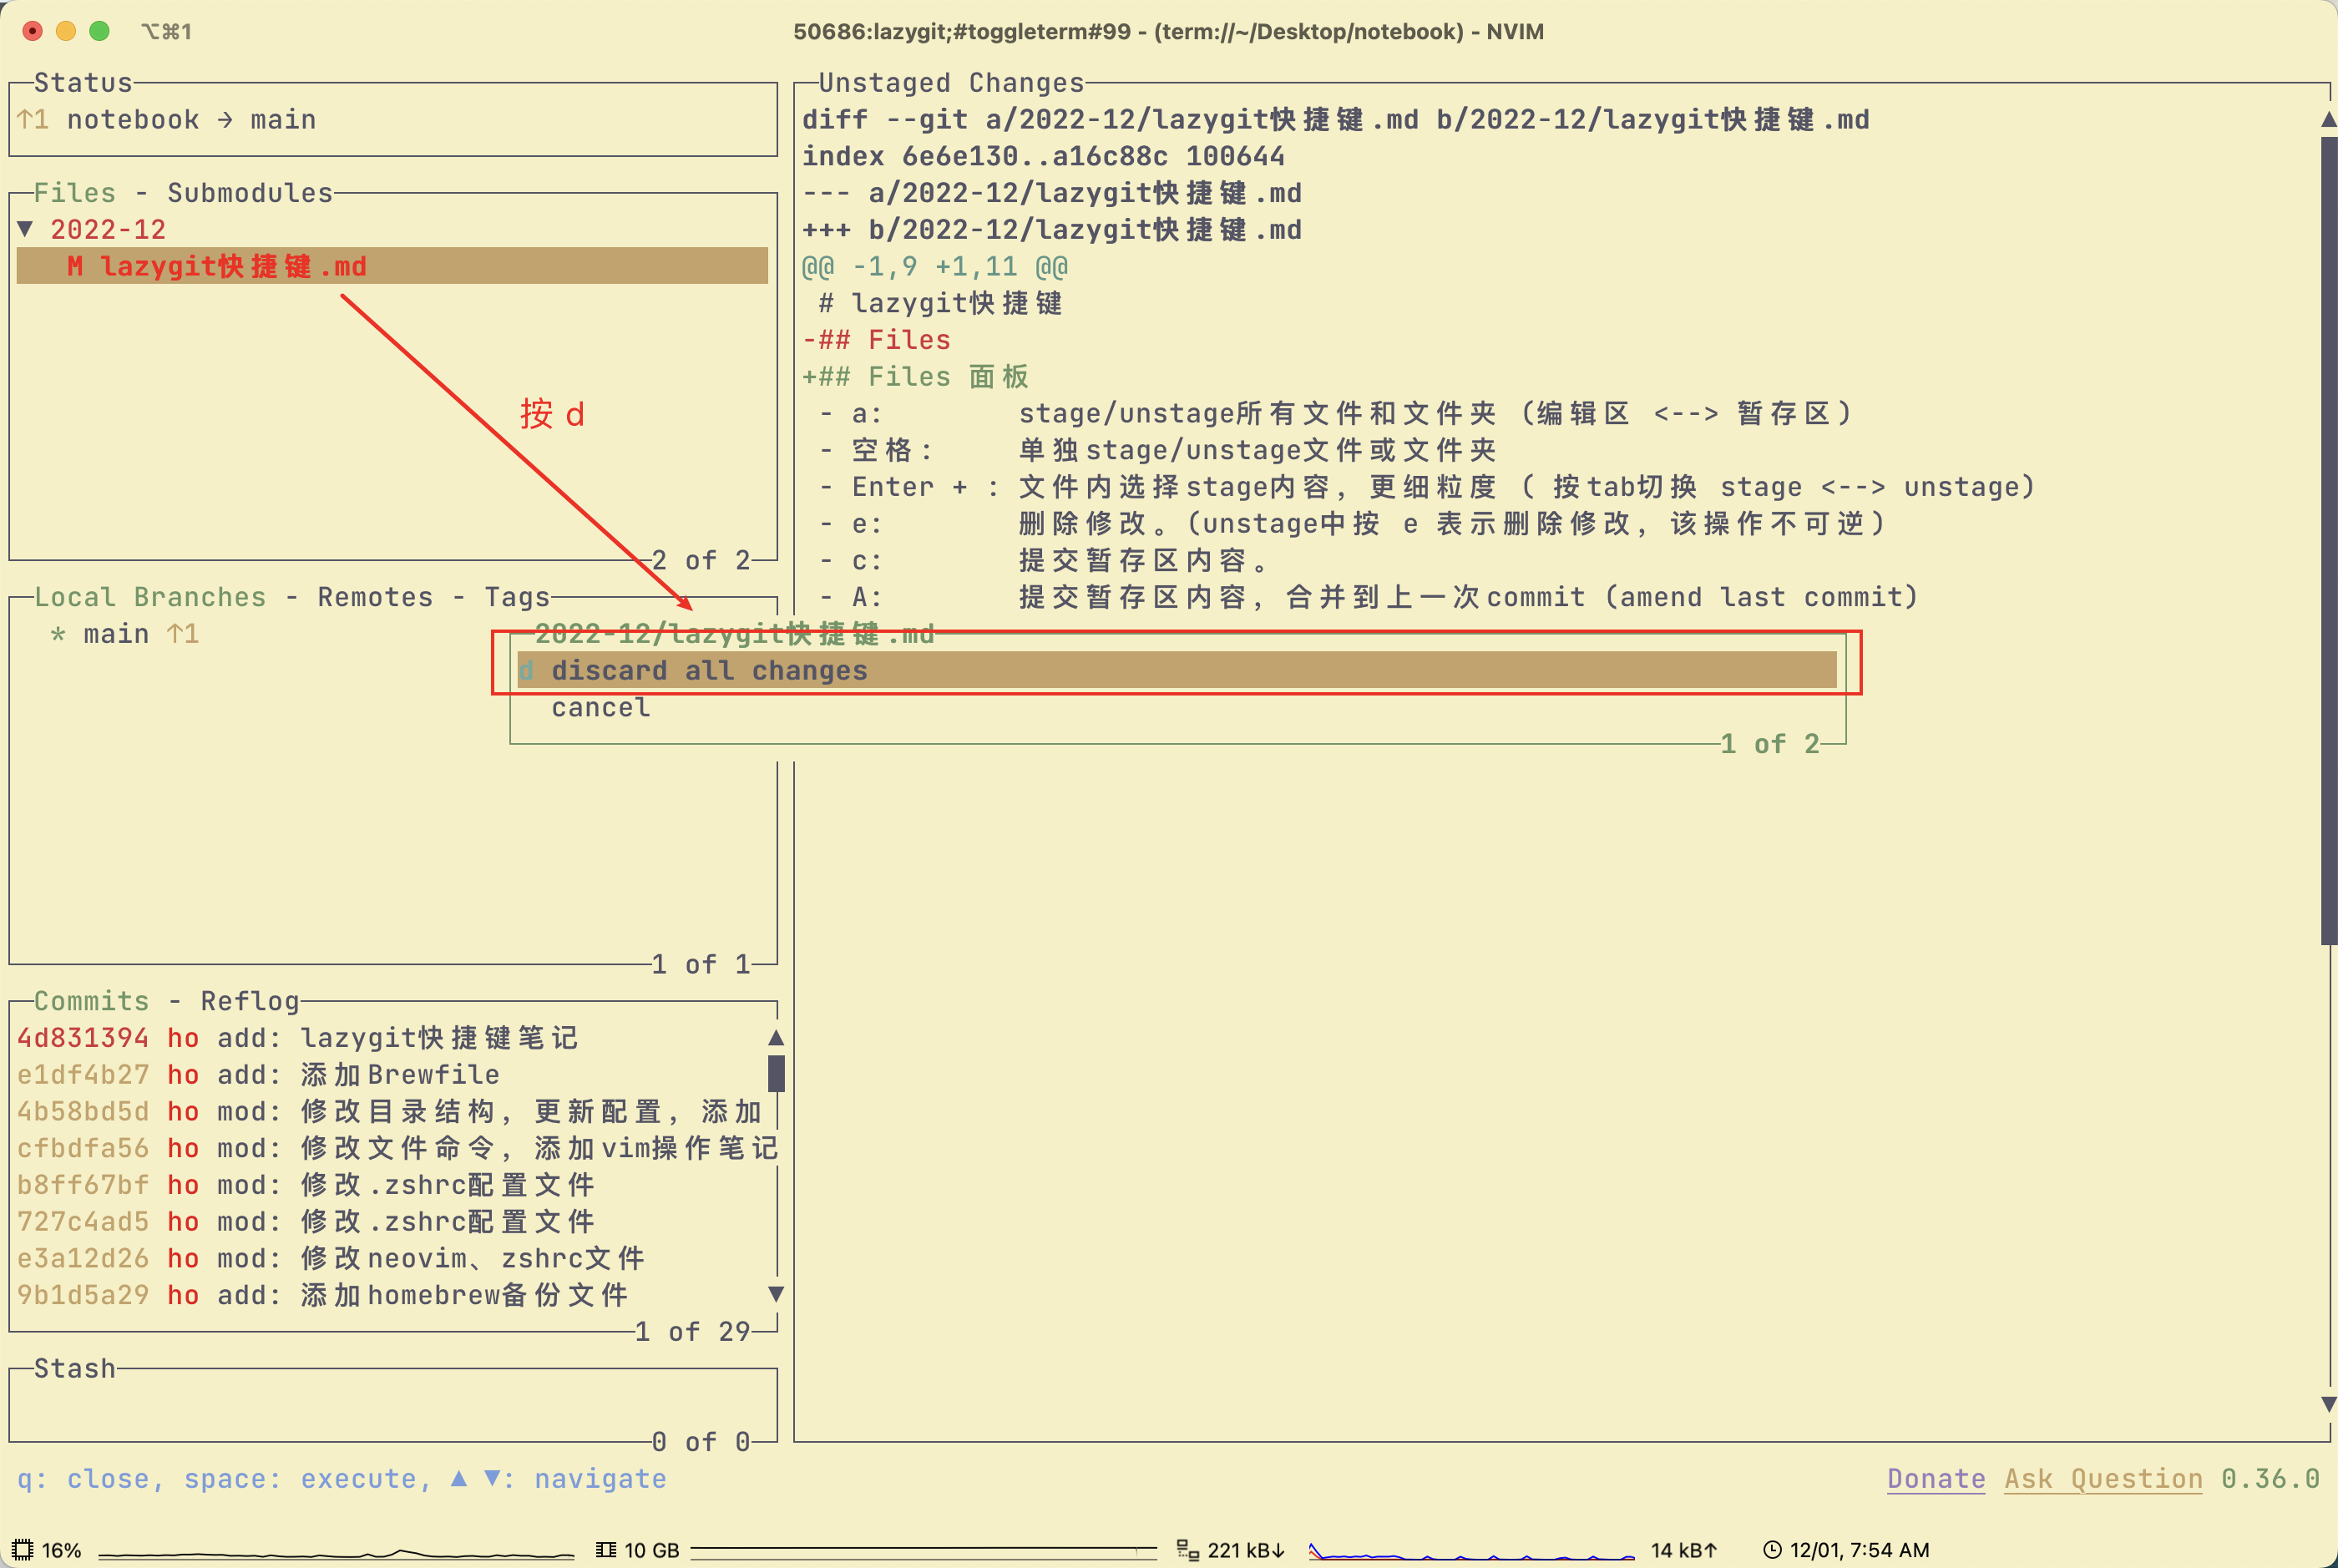 ⌥⌘1
50686:lazygit;#toggleterm#99 - (term://~/Desktop/notebook) - NVIM
Status
↑1 notebook → main
Files - Submodules
▼ 2022-12
M lazygit快捷键.md
2 of 2
Local Branches - Remotes - Tags
* main ↑1
1 of 1
Commits - Reflog
4d831394 ho add: lazygit快捷键笔记
e1df4b27 ho add: 添加Brewfile
4b58bd5d ho mod: 修改目录结构, 更新配置, 添加
cfbdfa56 ho mod: 修改文件命令, 添加vim操作笔记
b8ff67bf ho mod: 修改.zshrc配置文件
727c4ad5 ho mod: 修改.zshrc配置文件
e3a12d26 ho mod: 修改neovim、zshrc文件
9b1d5a29 ho add: 添加homebrew备份文件
1 of 29
Stash
0 of 0
Unstaged Changes
diff --git a/2022-12/lazygit快捷键.md b/2022-12/lazygit快捷键.md
index 6e6e130..a16c88c 100644
--- a/2022-12/lazygit快捷键.md
+++ b/2022-12/lazygit快捷键.md
@@ -1,9 +1,11 @@
# lazygit快捷键
-## Files
+## Files 面板
- a: stage/unstage所有文件和文件夹 (编辑区 <--> 暂存区)
- 空格: 单独stage/unstage文件或文件夹
- Enter + : 文件内选择stage内容, 更细粒度 ( 按tab切换 stage <--> unstage)
- e: 删除修改。(unstage中按 e 表示删除修改, 该操作不可逆)
- c: 提交暂存区内容。
- A: 提交暂存区内容, 合并到上一次commit (amend last commit)
按 d
2022-12/lazygit快捷键.md
d discard all changes
cancel
1 of 2
q: close, space: execute, ▲ ▼: navigate
Donate Ask Question 0.36.0
16% 10 GB 221 kB↓ 14 kB↑ 12/01, 7:54 AM